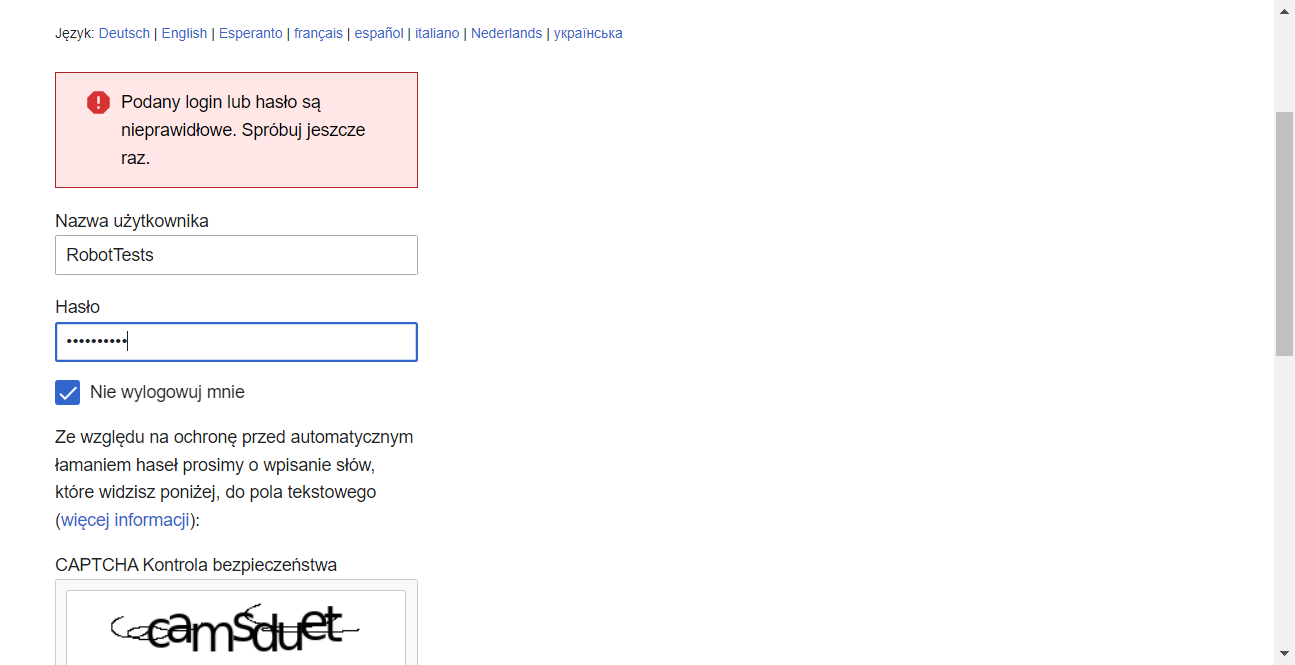 Język: Deutsch | English | Esperanto | français | español | italiano | Nederlands | українська
Podany login lub hasło są
nieprawidłowe. Spróbuj jeszcze
raz.
Nazwa użytkownika
RobotTests
Hasło
••••••••••
Nie wylogowuj mnie
Ze względu na ochronę przed automatycznym
łamaniem haseł prosimy o wpisanie słów,
które widzisz poniżej, do pola tekstowego
(więcej informacji):
CAPTCHA Kontrola bezpieczeństwa
camsduet